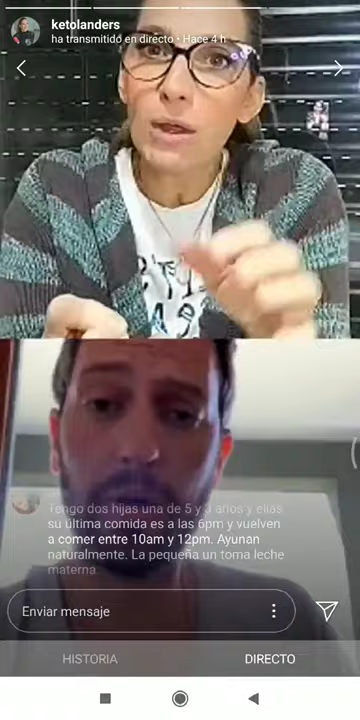 ketolanders
ha transmitido en directo • Hace 4 h
Tengo dos hijas una de 5 y 3 años y ellas
su última comida es a las 6pm y vuelven
a comer entre 10am y 12pm. Ayunan
naturalmente. La pequeña un toma leche
materna
Enviar mensaje
HISTORIA
DIRECTO